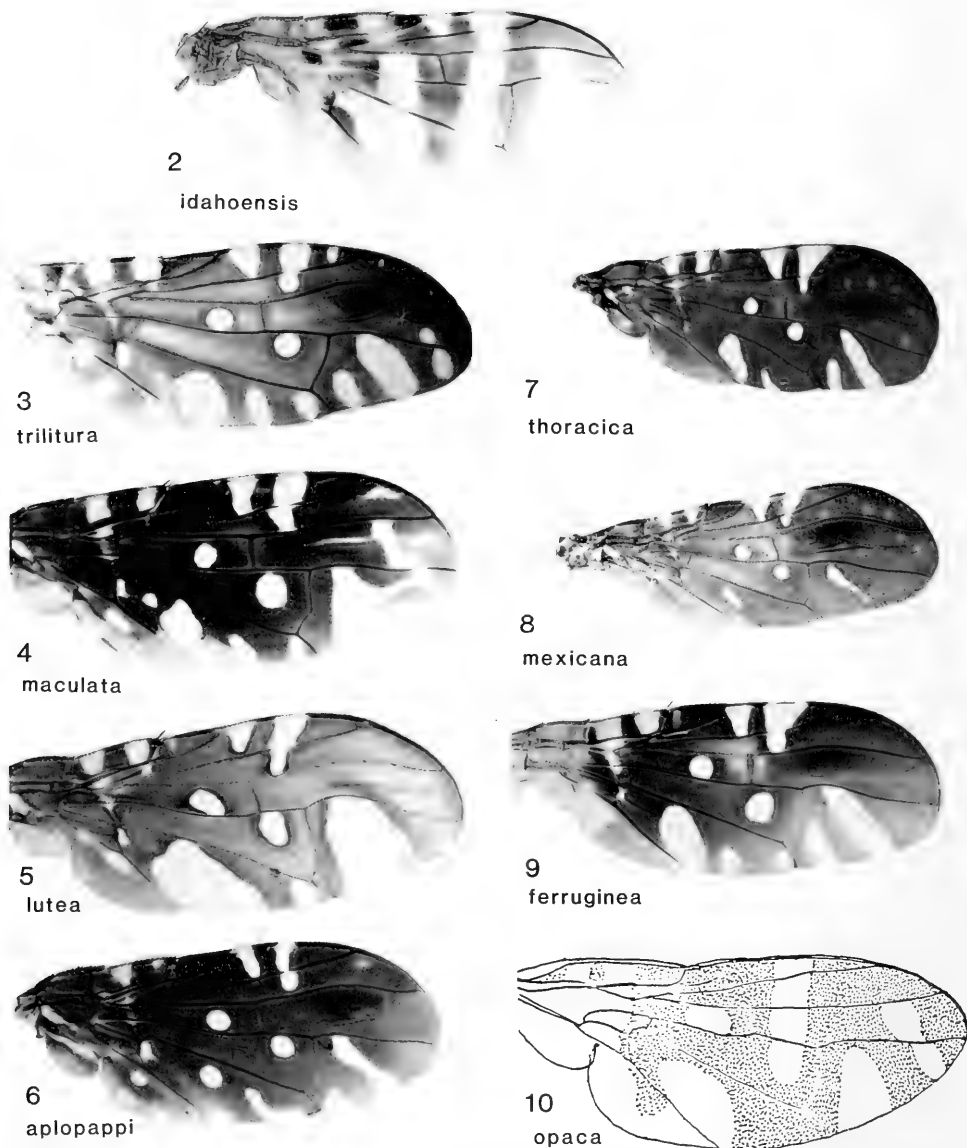 2
idahoensis
3
trilitura
4
maculata
5
lutea
6
aplopappi
7
thoracica
8
mexicana
9
ferruginea
10
opaca